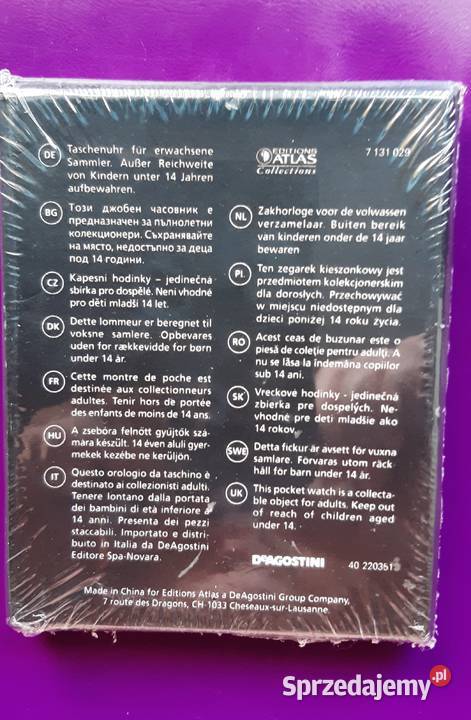 DE
Taschenuhr für erwachsene
Sammler. Außer Reichweite
von Kindern unter 14 Jahren
aufbewahren.
BG
Този джобен часовник е
предназначен за пълнолетни
колекционери. Съхранявайте
на място, недостъпно за деца
под 14 години.
CZ
Kapesni hodinky – jedinečná
sbírka pro dospělé. Neni vhodné
pro děti mladší 14 let.
DK
Dette lommeur er beregnet til
voksne samlere. Opbevares
uden for rækkevidde for børn
under 14 år.
FR
Cette montre de poche est
destinée aux collectionneurs
adultes. Tenir hors de portée
des enfants de moins de 14 ans.
HU
A zsebóra felnőtt gyűjtők szá-
mára készült. 14 éven aluli gyer-
mekek kezébe ne kerüljön.
IT
Questo orologio da taschino è
destinato ai collezionisti adulti.
Tenere lontano dalla portata
dei bambini di età inferiore a
14 anni. Presenta dei pezzi
staccabili. Importato e distri-
buito in Italia da DeAgostini
Editore Spa-Novara.
EDITIONS
ATLAS
Collections
7 131 029
NL
Zakhorloge voor de volwassen
verzamelaar. Buiten bereik
van kinderen onder de 14 jaar
bewaren
PL
Ten zegarek kieszonkowy jest
przedmiotem kolekcjonerskim
dla dorosłych. Przechowywać
w miejscu niedostępnym dla
dzieci poniżej 14 roku życia.
RO
Acest ceas de buzunar este o
piesă de coleție pentru adulți. A
nu se lăsa la îndemâna copiilor
sub 14 ani.
SK
Vreckové hodinky - jedinečná
zbierka pre dospelých. Ne-
vhodné pre deti mladšie ako
14 rokov.
SWE
Detta fickur är avsett för vuxna
samlare. Förvaras utom räck-
håll för barn under 14 år.
UK
This pocket watch is a collecta-
ble object for adults. Keep out
of reach of children aged
under 14.
DEAGOSTINI
40 2203513
Made in China for Editions Atlas a DeAgostini Group Company,
7 route des Dragons, CH-1033 Cheseaux-sur-Lausanne.
Sprzedajemy.pl